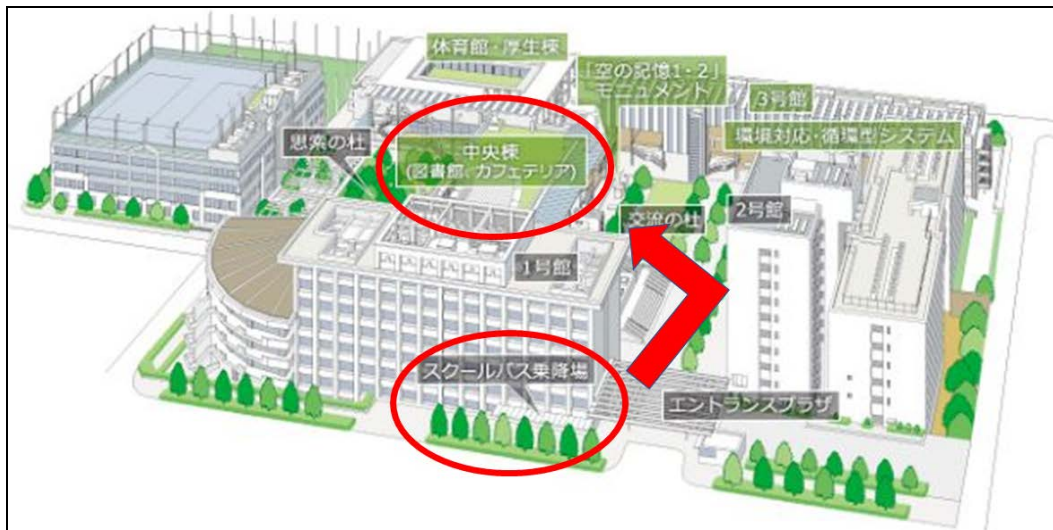 体育館・厚生棟
「空の記憶1・2」
モニュメント
3号館
環境対応・循環型システム
思索の杜
中央棟
(図書館、カフェテリア)
交流の杜
2号館
1号館
スクールバス乗降場
エントランスプラザ